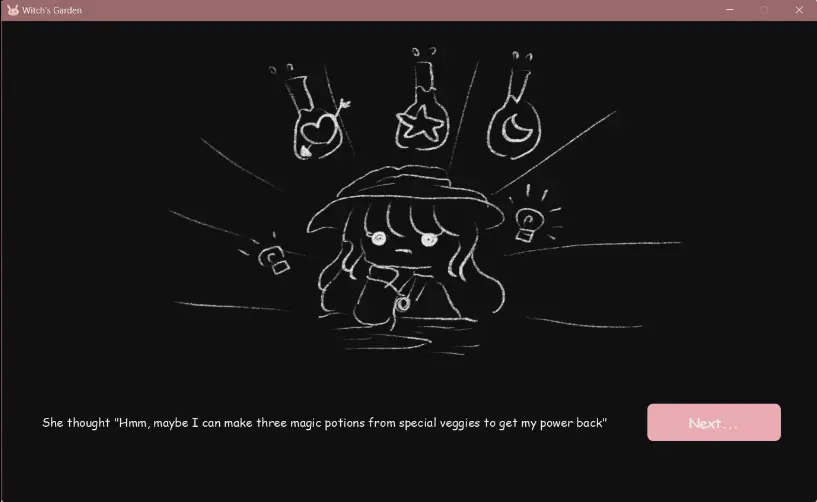 Witch's Garden
She thought "Hmm, maybe I can make three magic potions from special veggies to get my power back"
Next...